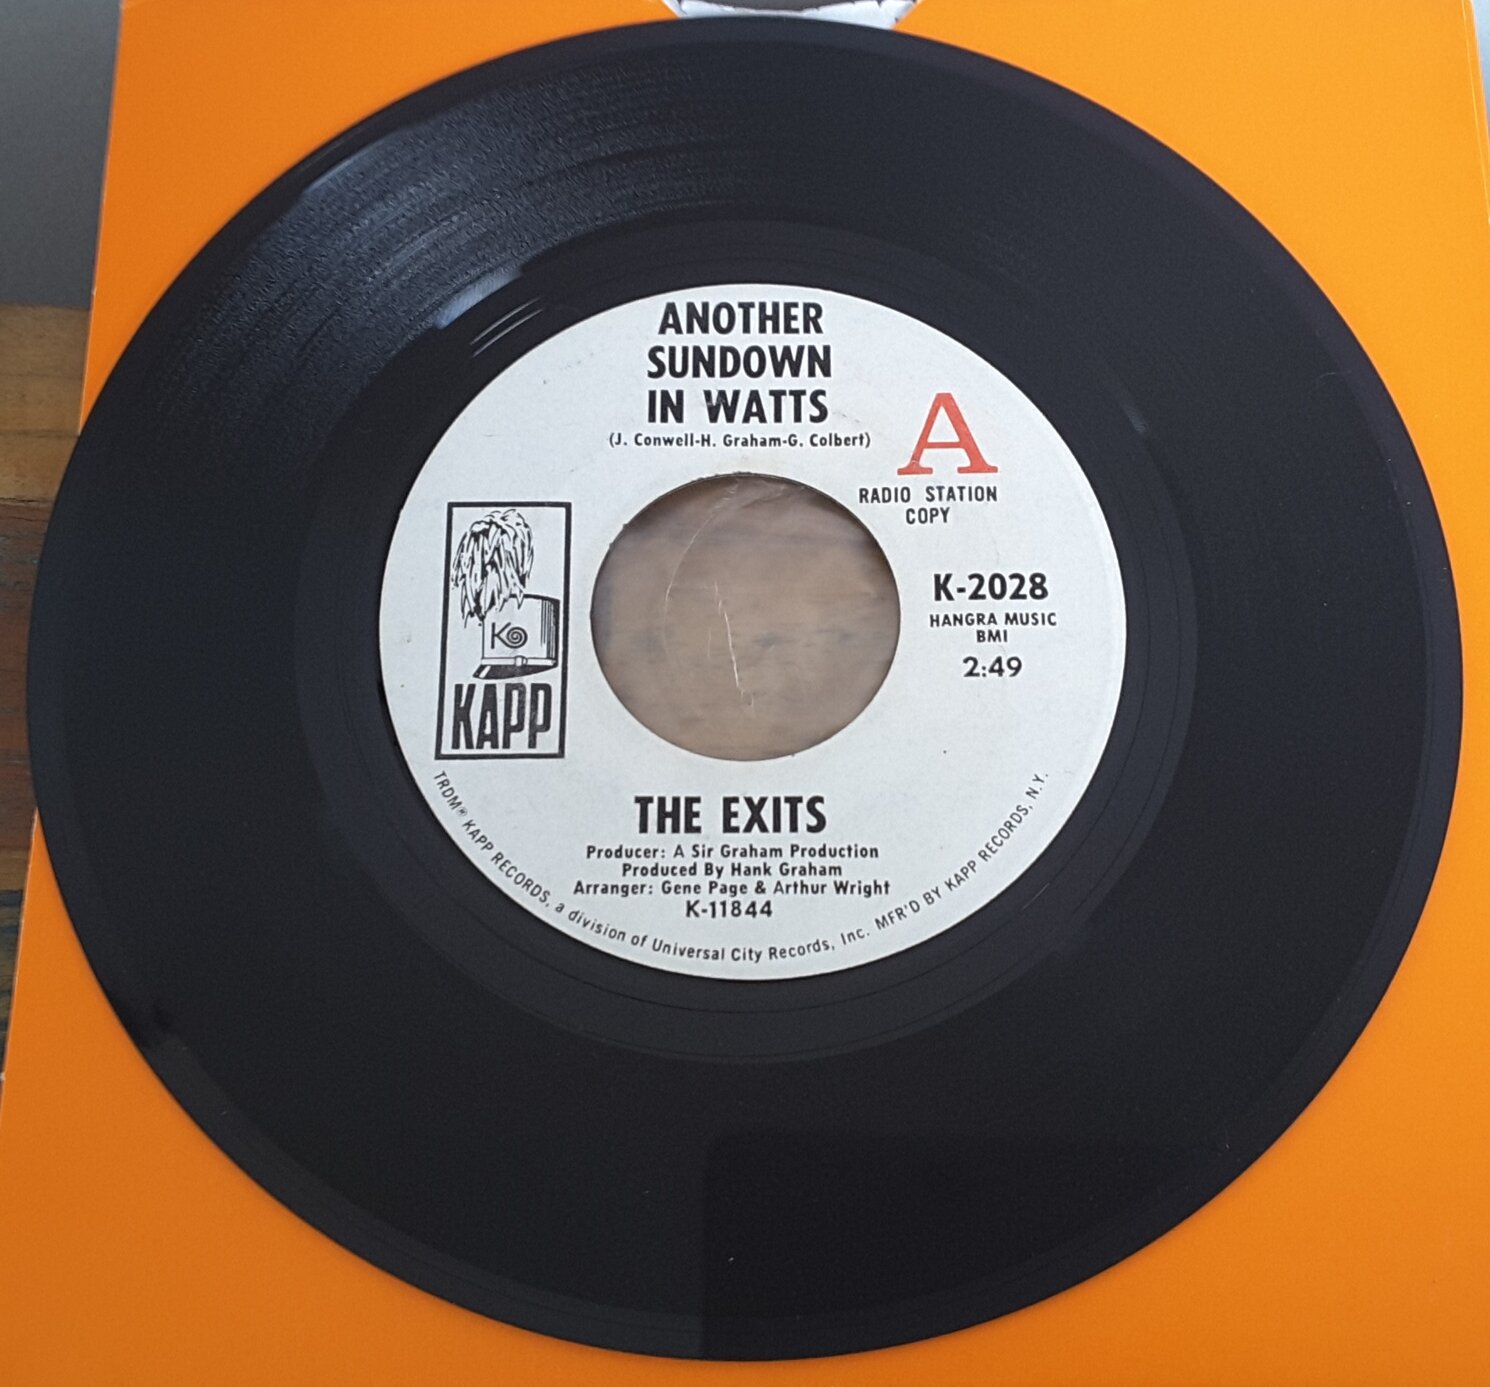 ANOTHER
SUNDOWN
IN WATTS
(J. Conwell-H. Graham-G. Colbert)
A
RADIO STATION
COPY
K
KAPP
K-2028
HANGRA MUSIC
BMI
2:49
THE EXITS
Producer: A Sir Graham Production
Produced By Hank Graham
Arranger: Gene Page & Arthur Wright
K-11844
TRDM® KAPP RECORDS, a division of Universal City Records, Inc. MFR'D BY KAPP RECORDS, N.Y.